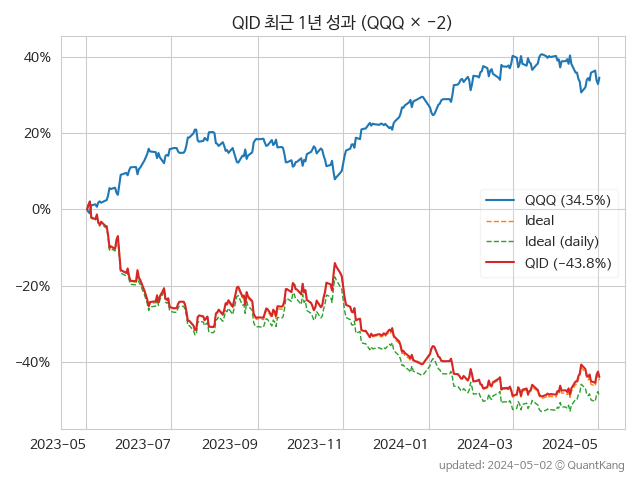 QID 최근 1년 성과 (QQQ × −2)
40%
20%
0%
−20%
−40%
QQQ (34.5%)
Ideal
Ideal (daily)
QID (−43.8%)
2023-05 2023-07 2023-09 2023-11 2024-01 2024-03 2024-05
updated: 2024-05-02 ⓒ QuantKang